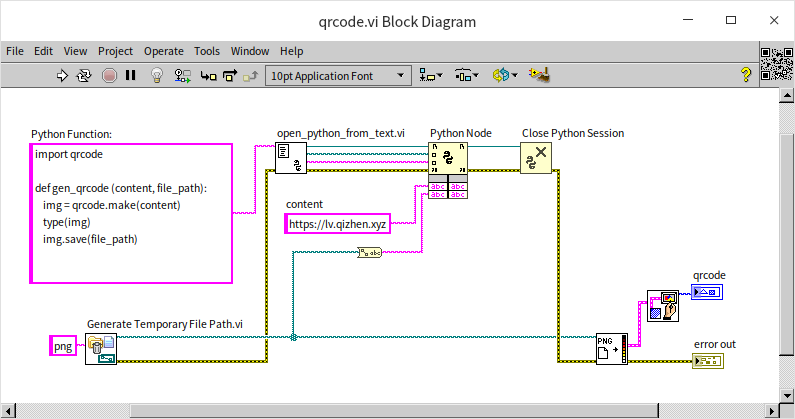 qrcode.vi Block Diagram
File Edit View Project Operate Tools Window Help
10pt Application Font
?
Python Function:
open_python_from_text.vi
Python Node
Close Python Session
import qrcode
def gen_qrcode (content, file_path):
img = qrcode.make(content)
type(img)
img.save(file_path)
abc abc
abc abc
content
https://lv.qizhen.xyz
abc
qrcode
Generate Temporary File Path.vi
png
PNG
error out